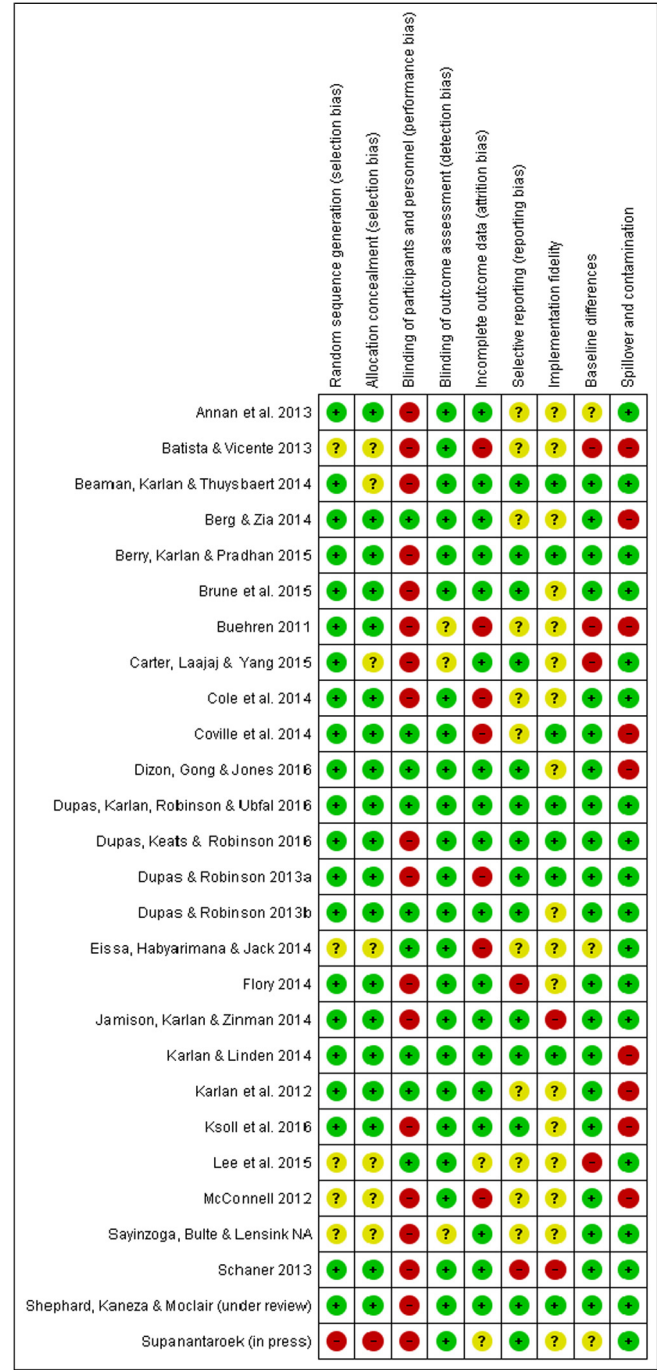 Random sequence generation (selection bias)
Allocation concealment (selection bias)
Blinding of participants and personnel (performance bias)
Blinding of outcome assessment (detection bias)
Incomplete outcome data (attrition bias)
Selective reporting (reporting bias)
Implementation fidelity
Baseline differences
Spillover and contamination
Annan et al. 2013 + + - + + ? ? ? +
Batista & Vicente 2013 ? ? - + - ? ? - -
Beaman, Karlan & Thuysbaert 2014 + ? - + + + + + +
Berg & Zia 2014 + + + + + ? ? + -
Berry, Karlan & Pradhan 2015 + + - + + + + + +
Brune et al. 2015 + + - + + + ? + +
Buehren 2011 + + - ? - ? ? - -
Carter, Laajaj & Yang 2015 + ? - ? + + ? - +
Cole et al. 2014 + + - + - ? ? + +
Coville et al. 2014 + + + + - ? + + -
Dizon, Gong & Jones 2016 + + + + + + ? + -
Dupas, Karlan, Robinson & Ubfal 2016 + + + + + + + + +
Dupas, Keats & Robinson 2016 + + - + + + + + +
Dupas & Robinson 2013a + + - + - + + + +
Dupas & Robinson 2013b + + + + + + ? + +
Eissa, Habyarimana & Jack 2014 ? ? + + - ? ? ? +
Flory 2014 + + - + + - ? + +
Jamison, Karlan & Zinman 2014 + + - + + + - + +
Karlan & Linden 2014 + + + + + + + + -
Karlan et al. 2012 + + + + + ? ? + -
Ksoll et al. 2016 + + - + + + ? + -
Lee et al. 2015 ? ? + + ? ? ? - +
McConnell 2012 ? ? - + - ? ? + -
Sayinzoga, Bulte & Lensink NA ? ? - ? + ? ? + +
Schaner 2013 + + - + + - - + +
Shephard, Kaneza & Moclair (under review) + + - + + + + + +
Supanantaroek (in press) - - - + ? + ? ? +